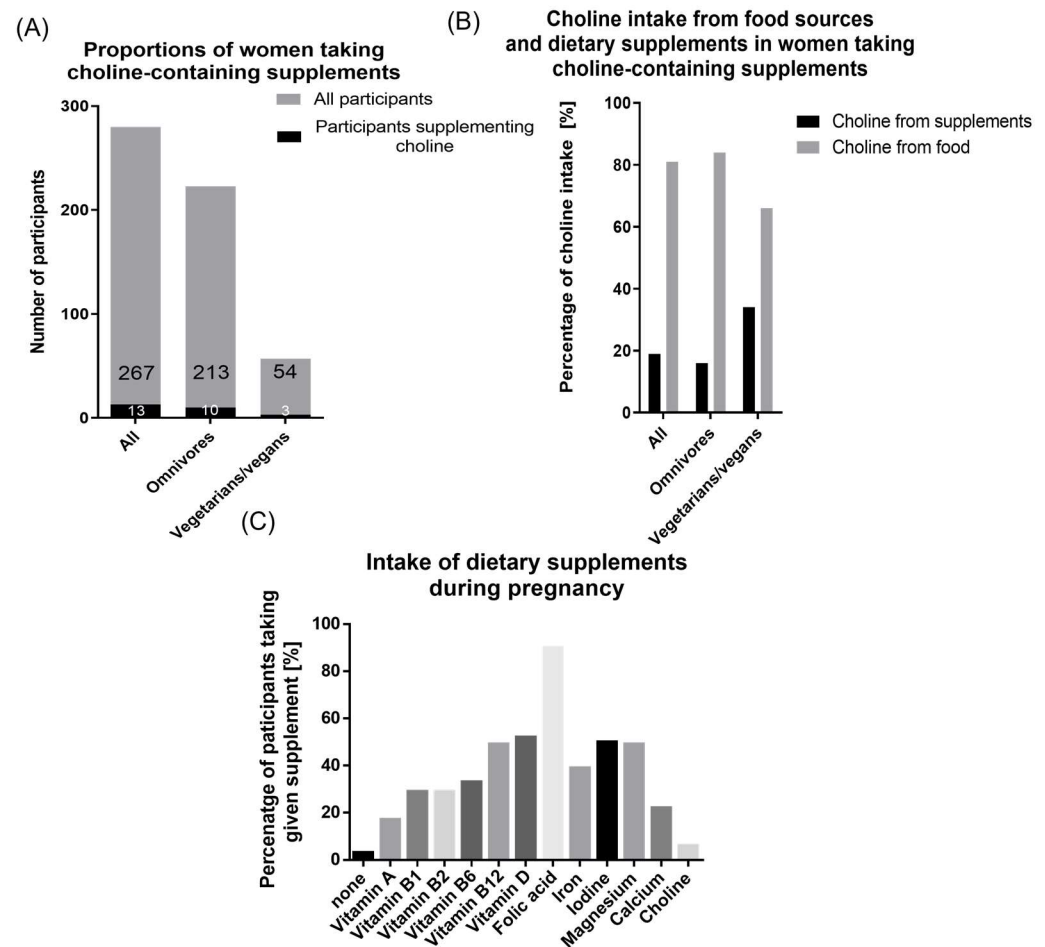 (A)
Proportions of women taking
choline-containing supplements
All participants
Participants supplementing
choline
Number of participants
300
200
100
0
267
213
54
13
10
3
All
Omnivores
Vegetarians/vegans
(B)
Choline intake from food sources
and dietary supplements in women taking
choline-containing supplements
Choline from supplements
Choline from food
Percentage of choline intake [%]
100
80
60
40
20
0
All
Omnivores
Vegetarians/vegans
(C)
Intake of dietary supplements
during pregnancy
Percenatge of paticipants taking
given supplement [%]
100
80
60
40
20
0
none
Vitamin A
Vitamin B1
Vitamin B2
Vitamin B6
Vitamin B12
Vitamin D
Folic acid
Iron
Iodine
Magnesium
Calcium
Choline